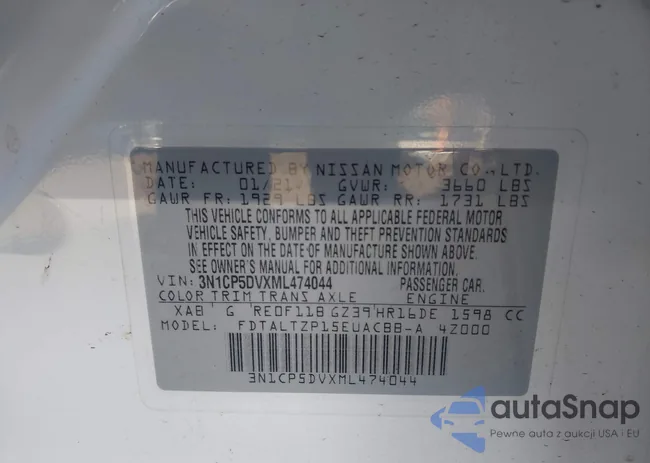 MANUFACTURED BY NISSAN MOTOR CO., LTD.
DATE: 01/21 GVWR: 3660 LBS
GAWR FR: 1929 LBS GAWR RR: 1731 LBS
THIS VEHICLE CONFORMS TO ALL APPLICABLE FEDERAL MOTOR
VEHICLE SAFETY, BUMPER AND THEFT PREVENTION STANDARDS
IN EFFECT ON THE DATE OF MANUFACTURE SHOWN ABOVE.
SEE OWNER'S MANUAL FOR ADDITIONAL INFORMATION.
VIN: 3N1CP5DVXML474044 PASSENGER CAR.
COLOR TRIM TRANS AXLE ENGINE
XAB G RE0F11B GZ39 HR16DE 1598 CC
MODEL: FDTALTZP15EUACBB-A 4Z000
3N1CP5DVXML474044
autaSnap
Pewne auta z aukcji USA i EU